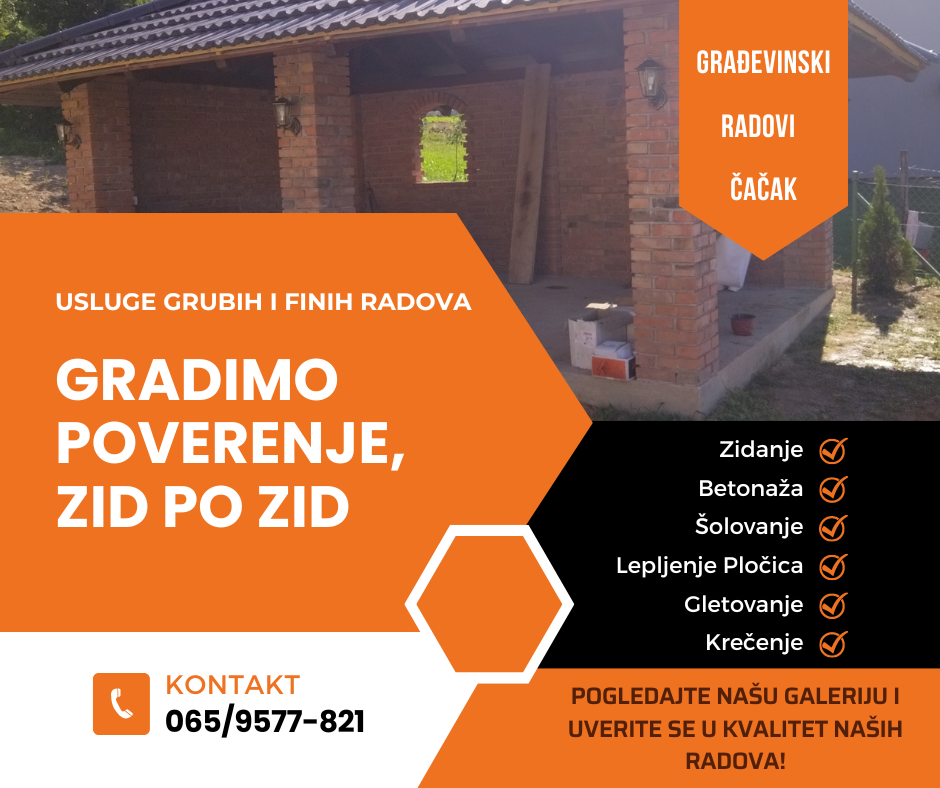 GRAĐEVINSKI
RADOVI
ČAČAK
USLUGE GRUBIH I FINIH RADOVA
GRADIMO
POVERENJE,
ZID PO ZID
Zidanje
Betonaža
Šolovanje
Lepljenje Pločica
Gletovanje
Krečenje
KONTAKT
065/9577-821
POGLEDAJTE NAŠU GALERIJU I
UVERITE SE U KVALITET NAŠIH
RADOVA!